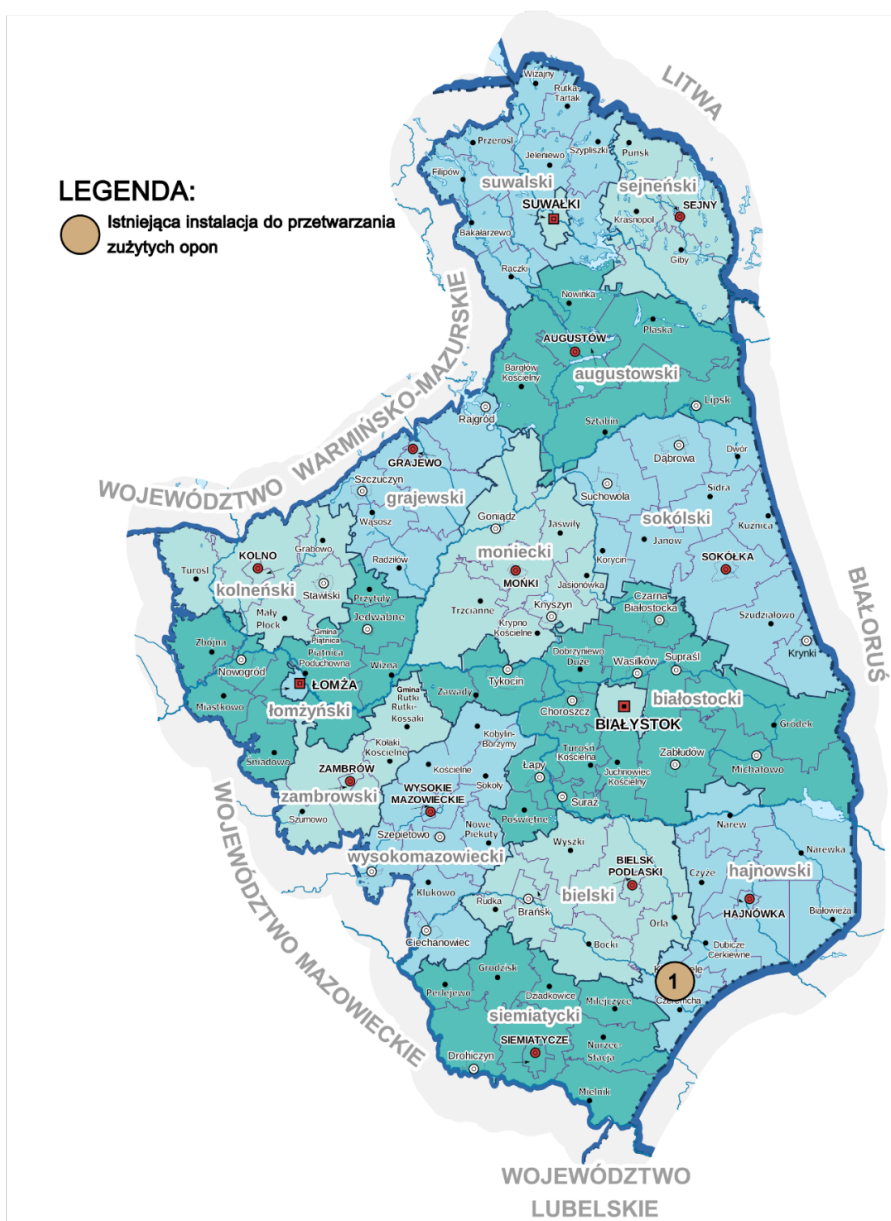 LITWA
Wiżajny
Rutka-
Tartak
Przerośl
Szypliszki
Puńsk
Jeleniewo
Filipów
suwalski
sejneński
LEGENDA:
Istniejąca instalacja do przetwarzania
zużytych opon
SUWAŁKI
SEJNY
Krasnopol
Bakałarzewo
Giby
Raczki
Nowinka
Płaska
AUGUSTÓW
Bargłów
Kościelny
augustowski
Lipsk
Sztabin
Rajgród
WOJEWÓDZTWO WARMIŃSKO-MAZURSKIE
GRAJEWO
Dąbrowa
Dwór
Szczuczyn
grajewski
Suchowola
Sidra
Wąsosz
Goniądz
Jaświły
sokólski
Kuźnica
Grabowo
Janów
KOLNO
Radziłów
moniecki
Korycin
SOKÓŁKA
Turośl
kolneński
Stawiski
MOŃKI
Jasionówka
BIAŁORUŚ
Przytuły
Trzcianne
Knyszyn
Czarna
Białostocka
Mały
Płock
Jedwabne
Krypno
Kościelne
Szudziałowo
Zbójna
Gmina
Piątnica
Piątnica
Poduchowna
Dobrzyniewo
Duże
Krynki
Nowogród
Wizna
Tykocin
Wasilków
Supraśl
ŁOMŻA
Gmina
Rutki
Rutki-
Kossaki
Zawady
białostocki
Miastkowo
łomżyński
Choroszcz
BIAŁYSTOK
Gródek
Kobylin-
Borzymy
Kołaki
Kościelne
Śniadowo
Turośń
Kościelna
Zabłudów
Michałowo
ZAMBRÓW
Kościelne
Łapy
Juchnowiec
Kościelny
zambrowski
WYSOKIE
MAZOWIECKIE
Sokoły
Suraż
Szumowo
Poświętne
Szepietowo
Nowe
Piekuty
Narew
wysokomazowiecki
Wyszki
Narewka
BIELSK
PODLASKI
Czyże
hajnowski
Klukowo
bielski
Rudka
Brańsk
HAJNÓWKA
Białowieża
Orla
Ciechanowiec
Boćki
Dubicze
Cerkiewne
WOJEWÓDZTWO MAZOWIECKIE
Grodzisk
1
Perlejewo
Dziadkowice
Milejczyce
siemiatycki
SIEMIATYCZE
Nurzec-
Stacja
Drohiczyn
Mielnik
WOJEWÓDZTWO
LUBELSKIE